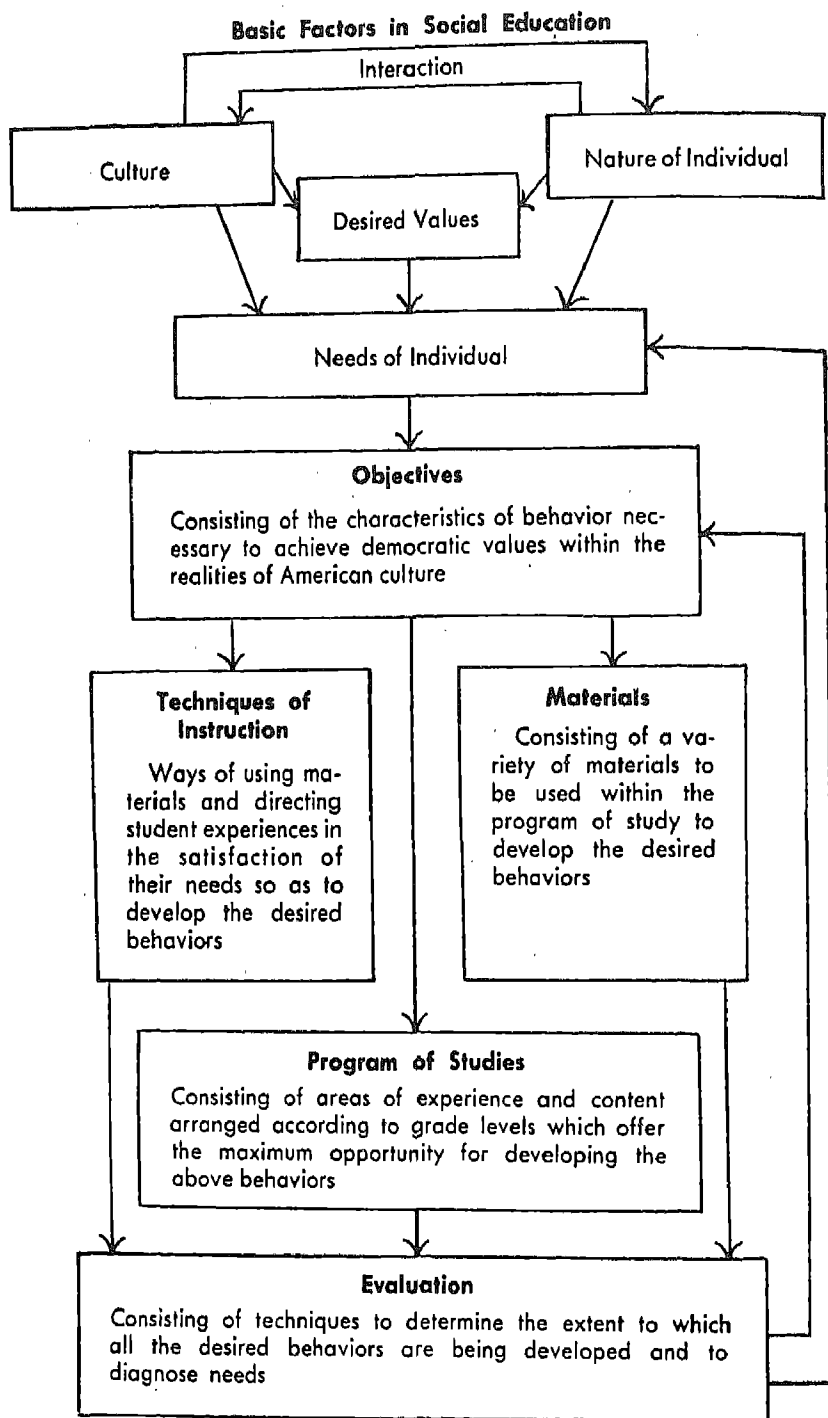 Basic Factors in Social Education
Interaction
Culture
Nature of Individual
Desired Values
Needs of Individual
Objectives
Consisting of the characteristics of behavior nec-
essary to achieve democratic values within the
realities of American culture
Techniques of
Instruction
Ways of using ma-
terials and directing
student experiences in
the satisfaction of
their needs so as to
develop the desired
behaviors
Materials
Consisting of a va-
riety of materials to
be used within the
program of study to
develop the desired
behaviors
Program of Studies
Consisting of areas of experience and content
arranged according to grade levels which offer
the maximum opportunity for developing the
above behaviors
Evaluation
Consisting of techniques to determine the extent to which
all the desired behaviors are being developed and to
diagnose needs